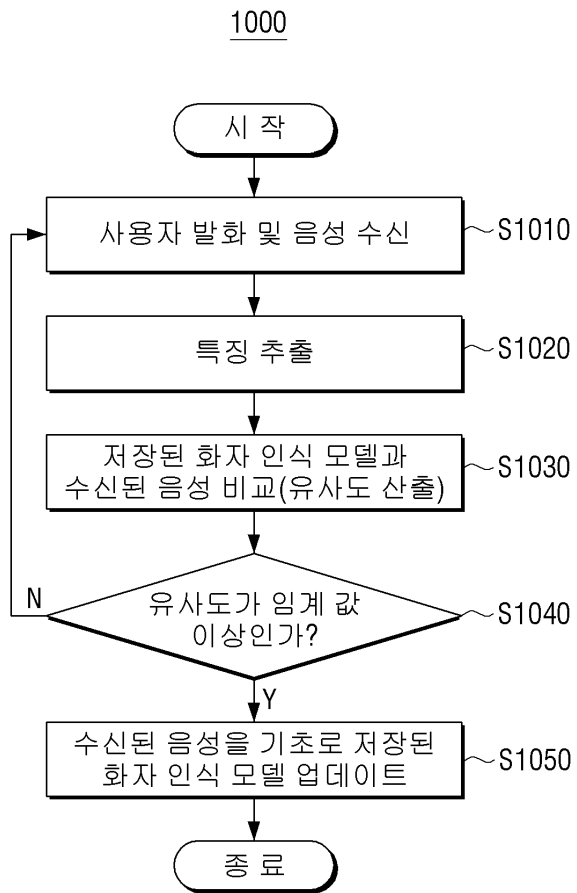 1000
시 작
사용자 발화 및 음성 수신
S1010
특징 추출
S1020
저장된 화자 인식 모델과
수신된 음성 비교(유사도 산출)
S1030
N
유사도가 임계 값
이상인가?
S1040
Y
수신된 음성을 기초로 저장된
화자 인식 모델 업데이트
S1050
종 료